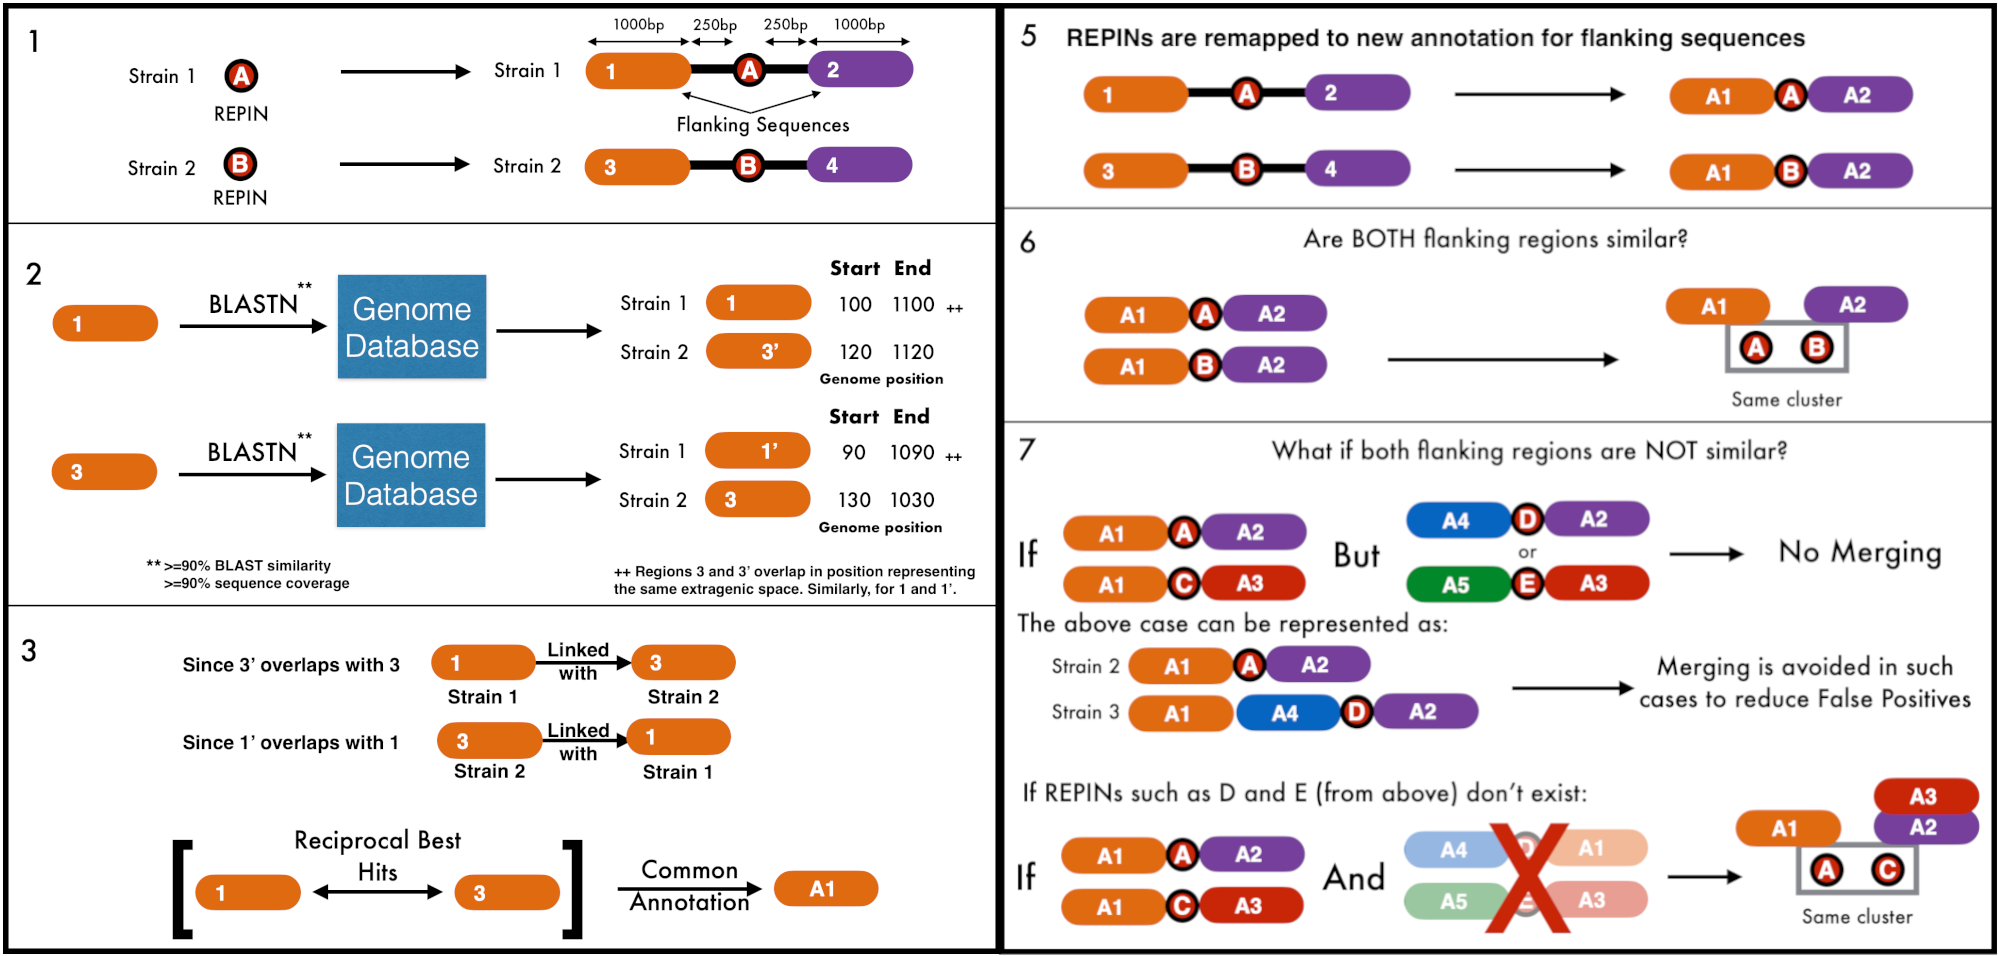 1
1000bp 250bp 250bp 1000bp
Strain 1 A Strain 1 1 A 2
REPIN
Flanking Sequences
Strain 2 B Strain 2 3 B 4
REPIN
2
Start End
1 BLASTN** Genome Database Strain 1 1 100 1100 ++
Strain 2 3’ 120 1120
Genome position
Start End
3 BLASTN** Genome Database Strain 1 1’ 90 1090 ++
Strain 2 3 130 1030
Genome position
** >=90% BLAST similarity
>=90% sequence coverage
++ Regions 3 and 3’ overlap in position representing
the same extragenic space. Similarly, for 1 and 1’.
3
Since 3’ overlaps with 3 1 Linked with 3
Strain 1 Strain 2
Since 1’ overlaps with 1 3 Linked with 1
Strain 2 Strain 1
Reciprocal Best
Hits
[ 1 3 ] Common Annotation A1
5 REPINs are remapped to new annotation for flanking sequences
1 A 2 A1 A A2
3 B 4 A1 B A2
6 Are BOTH flanking regions similar?
A1 A A2 A1 A2
A1 B A2 A B
Same cluster
7 What if both flanking regions are NOT similar?
A1 A A2 A4 D A2
If But or No Merging
A1 C A3 A5 E A3
The above case can be represented as:
Strain 2 A1 A A2
Strain 3 A1 A4 D A2
Merging is avoided in such
cases to reduce False Positives
If REPINs such as D and E (from above) don’t exist:
A3
A1 A2
A1 A A2 A4 D A1
If And A C
A1 C A3 A5 E A3
Same cluster